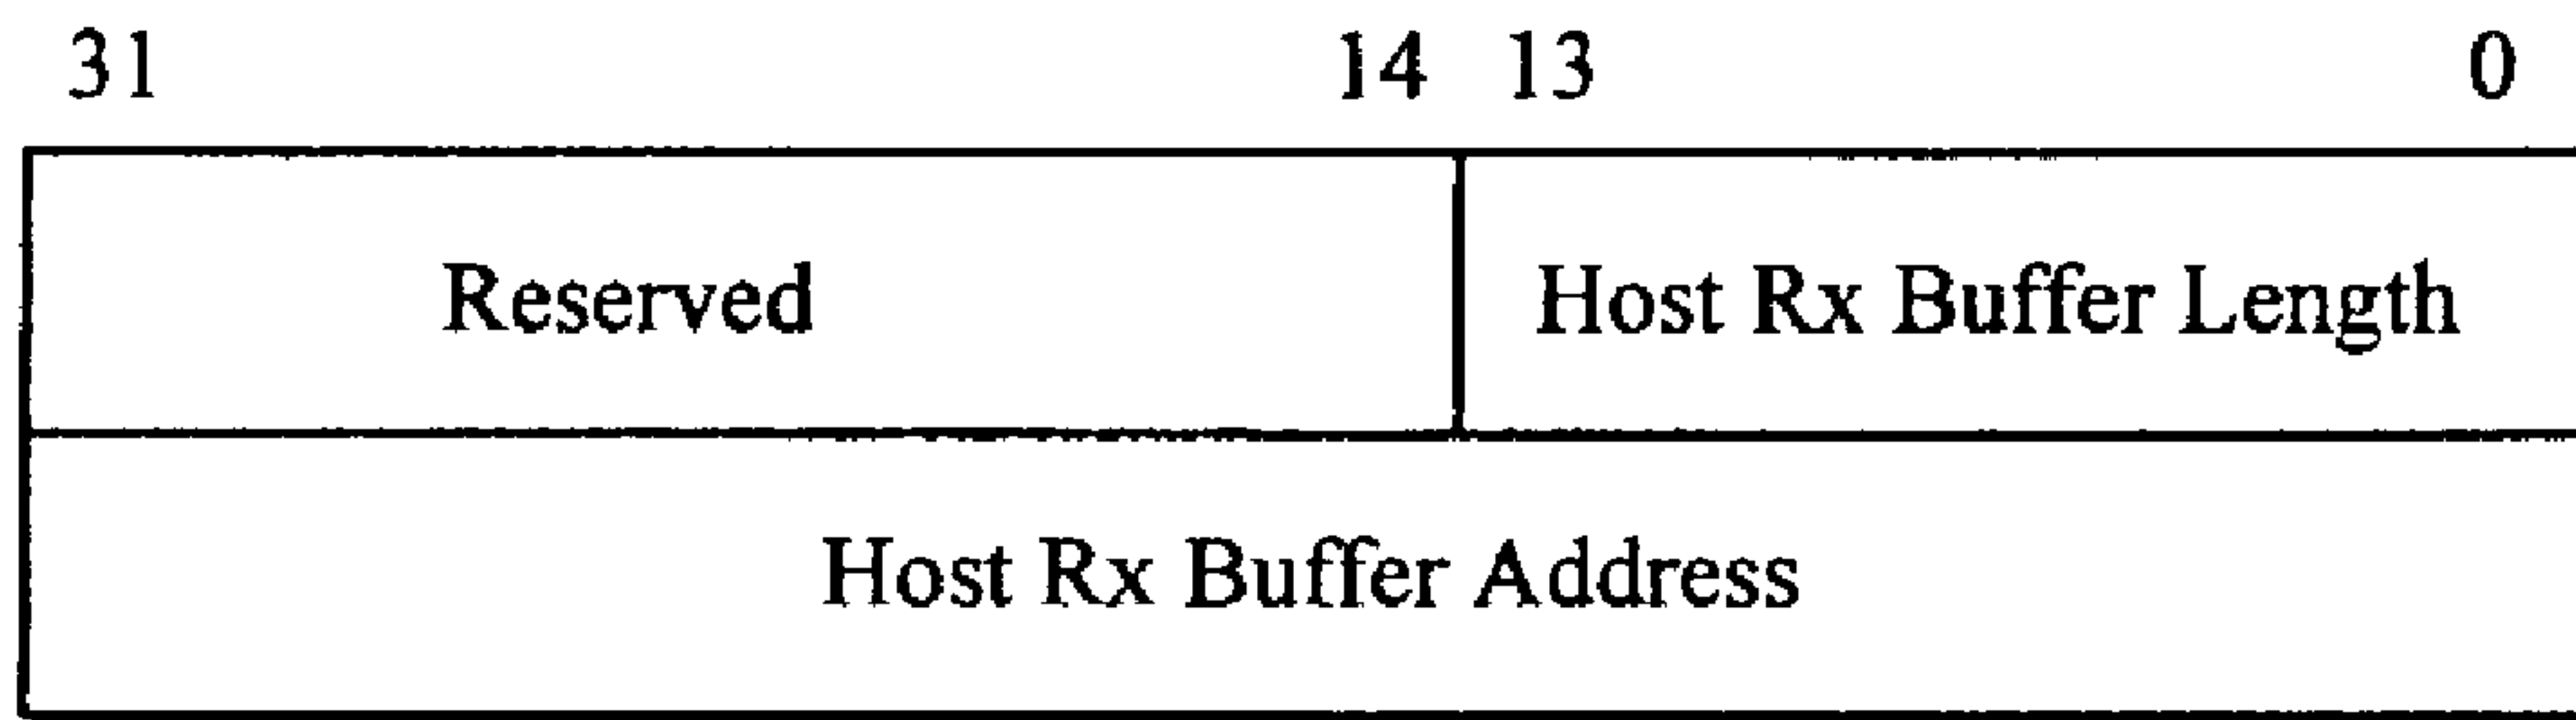 31 14 13 0
Reserved Host Rx Buffer Length
Host Rx Buffer Address